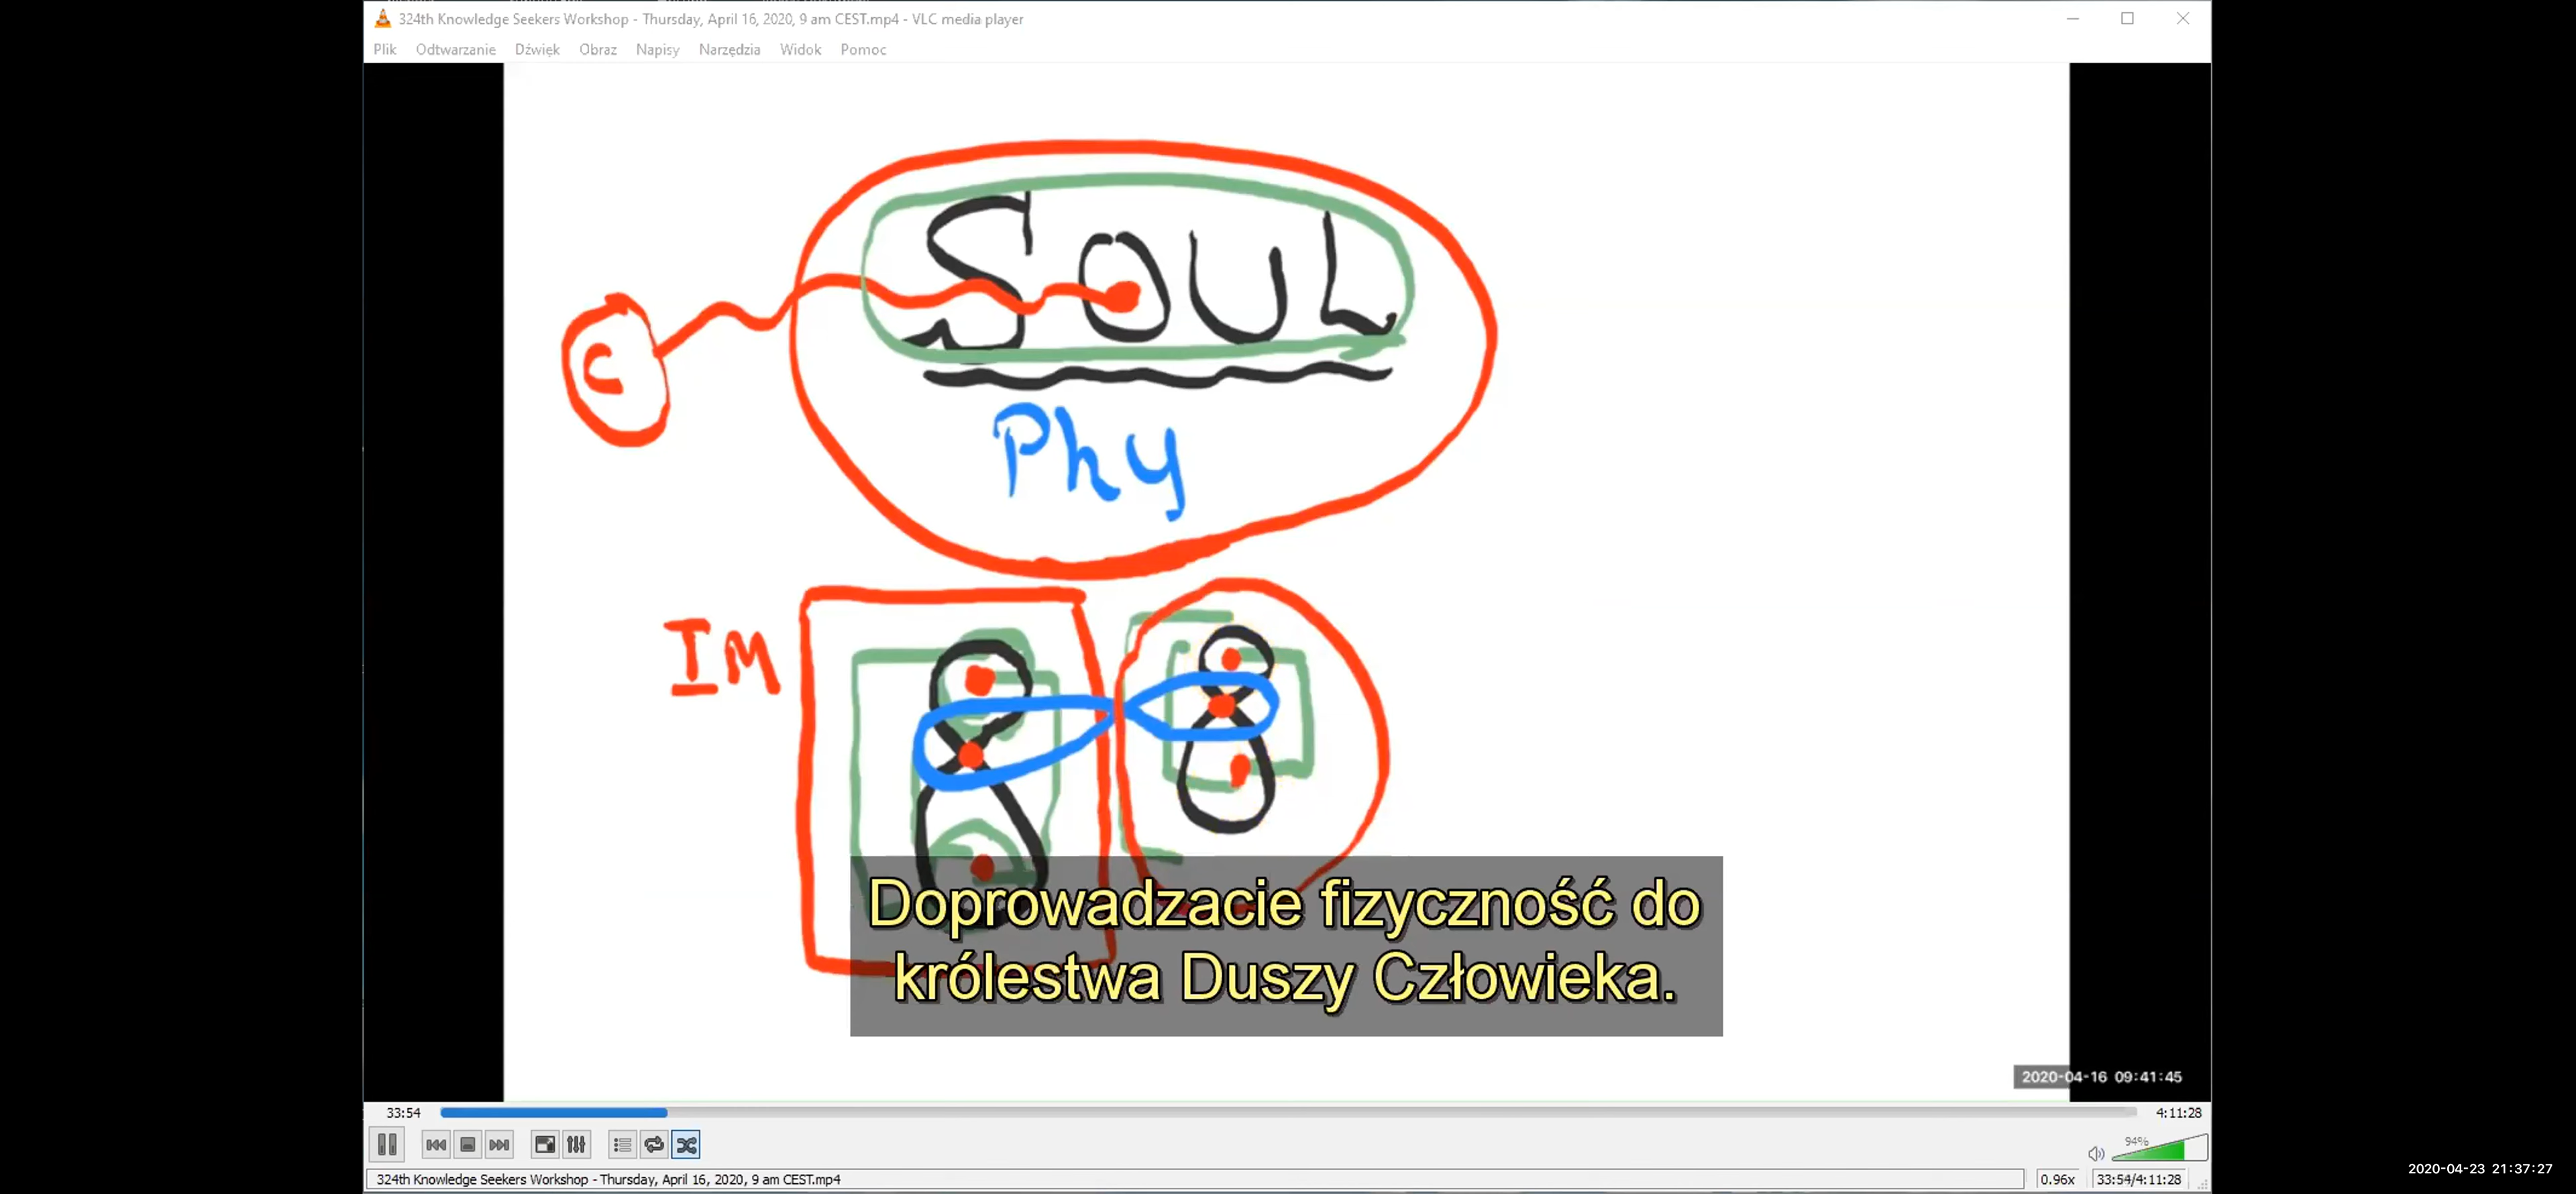 324th Knowledge Seekers Workshop - Thursday, April 16, 2020, 9 am CEST.mp4 - VLC media player
Plik Odtwarzanie Dźwięk Obraz Napisy Narzędzia Widok Pomoc
SOUL
C
Phy
IM
Doprowadzacie fizyczność do
królestwa Duszy Człowieka.
2020-04-16 09:41:45
33:54 4:11:28
94%
2020-04-23 21:37:27
324th Knowledge Seekers Workshop - Thursday, April 16, 2020, 9 am CEST.mp4 0.96x 33:54/4:11:28